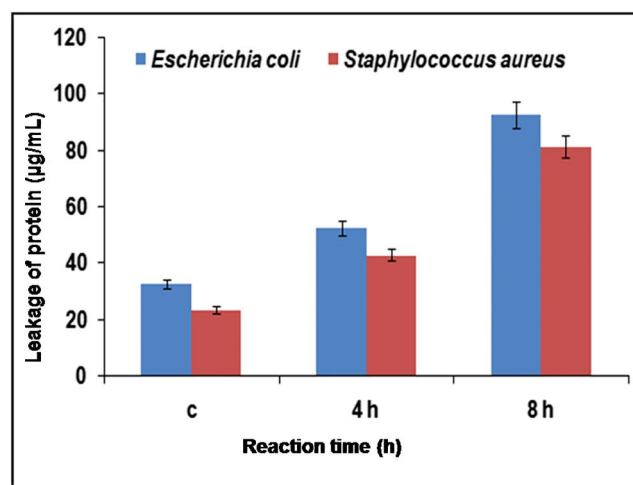 120
Escherichia coli
Staphylococcus aureus
100
80
60
40
20
0
Leakage of protein (µg/mL)
c
4 h
8 h
Reaction time (h)